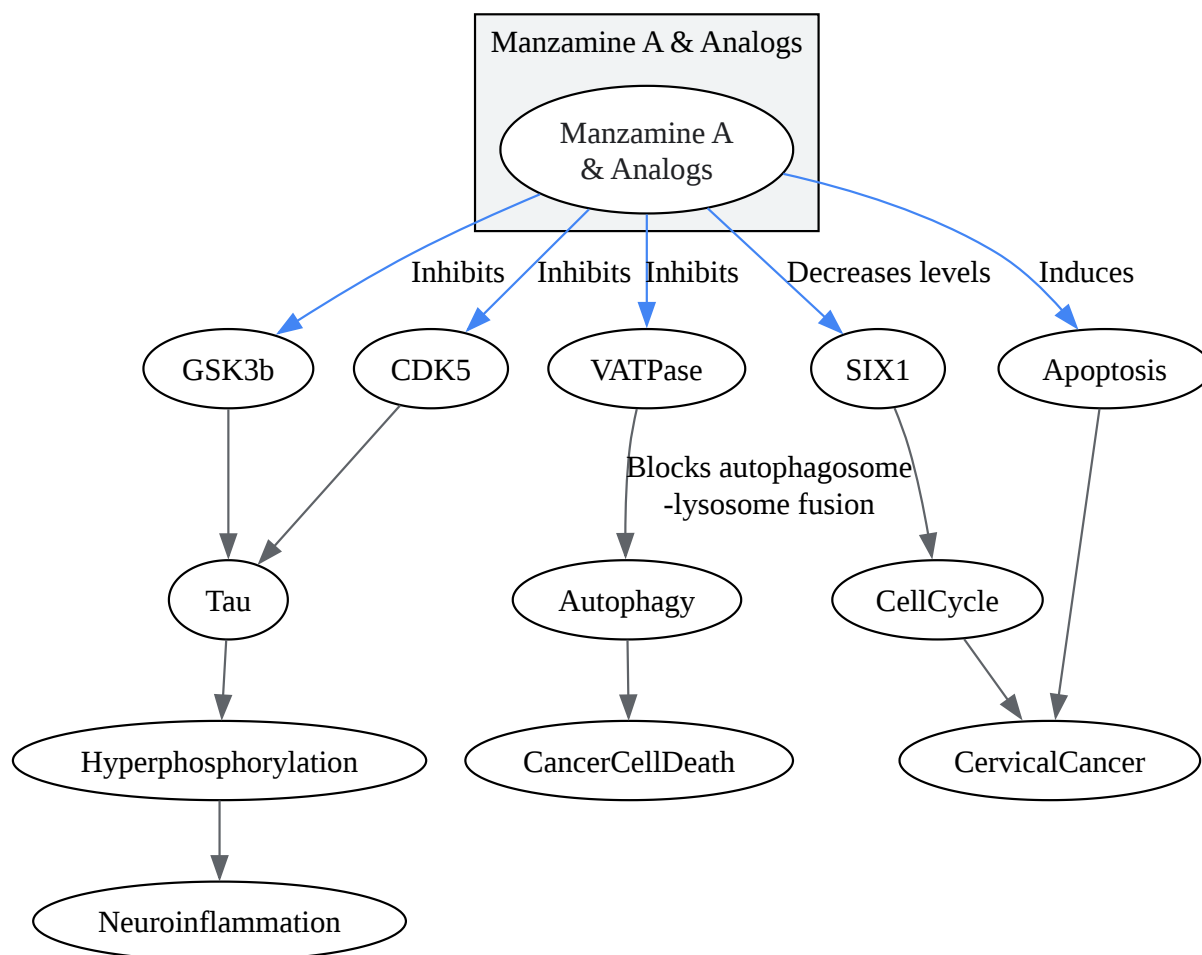 Manzamine A & Analogs
Manzamine A
& Analogs
Inhibits
Inhibits
Inhibits
Decreases levels
Induces
GSK3b
CDK5
VATPase
SIX1
Apoptosis
Blocks autophagosome
-lysosome fusion
Tau
Autophagy
CellCycle
Hyperphosphorylation
CancerCellDeath
CervicalCancer
Neuroinflammation